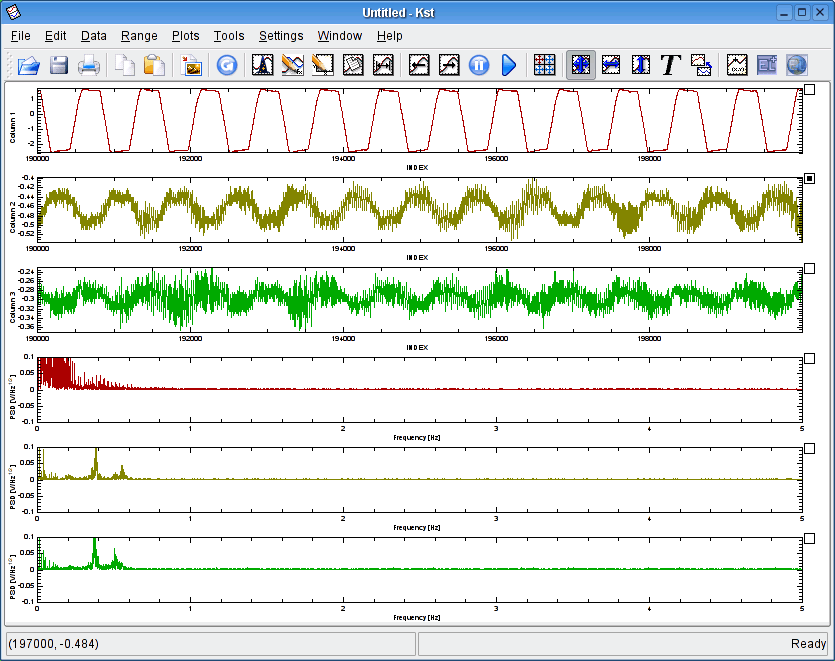 Untitled - Kst
File Edit Data Range Plots Tools Settings Window Help
Column 1
1
0
-1
-2
190000 192000 194000 196000 198000
INDEX
Column 2
-0.4
-0.42
-0.44
-0.46
-0.48
-0.5
-0.52
190000 192000 194000 196000 198000
INDEX
Column 3
-0.24
-0.26
-0.28
-0.3
-0.32
-0.34
-0.36
190000 192000 194000 196000 198000
INDEX
PSD [V/Hz^1/2]
0.1
0.05
0
-0.05
-0.1
0 1 2 3 4 5
Frequency [Hz]
PSD [V/Hz^1/2]
0.1
0.05
0
-0.05
-0.1
0 1 2 3 4 5
Frequency [Hz]
PSD [V/Hz^1/2]
0.1
0.05
0
-0.05
-0.1
0 1 2 3 4 5
Frequency [Hz]
(197000, -0.484) Ready